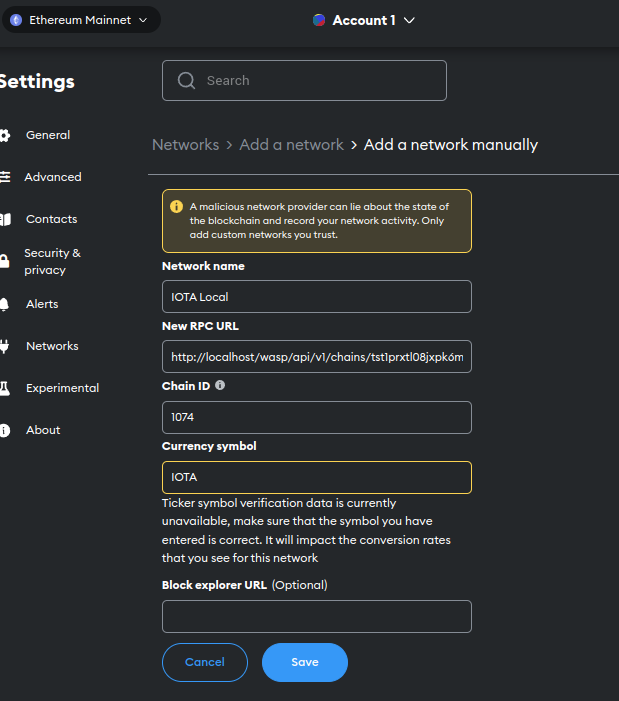 Ethereum Mainnet
Account 1
Settings
Search
General
Advanced
Contacts
Security &
privacy
Alerts
Networks
Experimental
About
Networks > Add a network > Add a network manually
A malicious network provider can lie about the state of
the blockchain and record your network activity. Only
add custom networks you trust.
Network name
IOTA Local
New RPC URL
http://localhost/wasp/api/v1/chains/tst1prxtl08jxpk6m
Chain ID
1074
Currency symbol
IOTA
Ticker symbol verification data is currently
unavailable, make sure that the symbol you have
entered is correct. It will impact the conversion rates
that you see for this network
Block explorer URL (Optional)
Cancel
Save